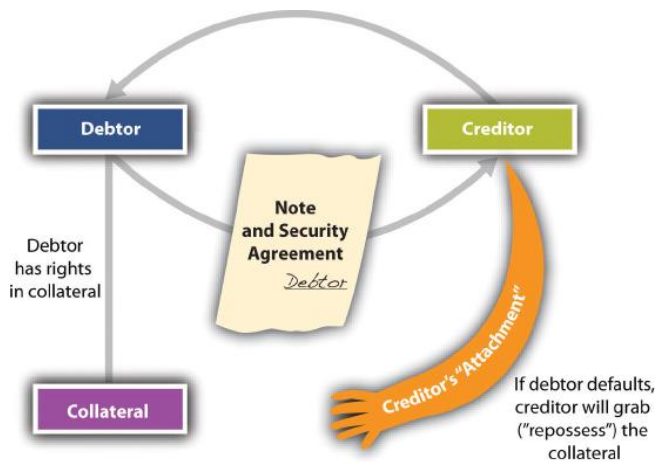 Debtor
Creditor
Note
and Security
Agreement
Debtor
Debtor
has rights
in collateral
Creditor's "Attachment"
Collateral
If debtor defaults,
creditor will grab
("repossess") the
collateral